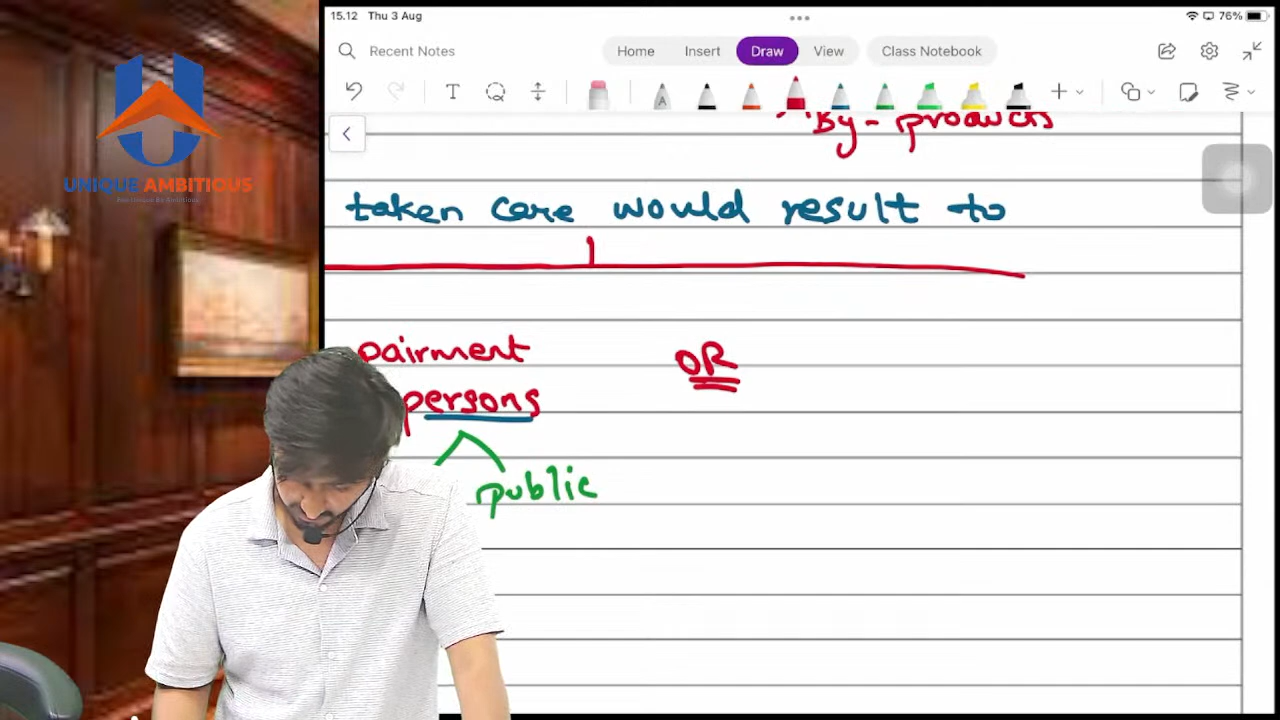 15.12 Thu 3 Aug
76%
Recent Notes
Home Insert Draw View Class Notebook
UNIQUE AMBITIOUS
By - products
taken care would result to
pairment OR
persons
public